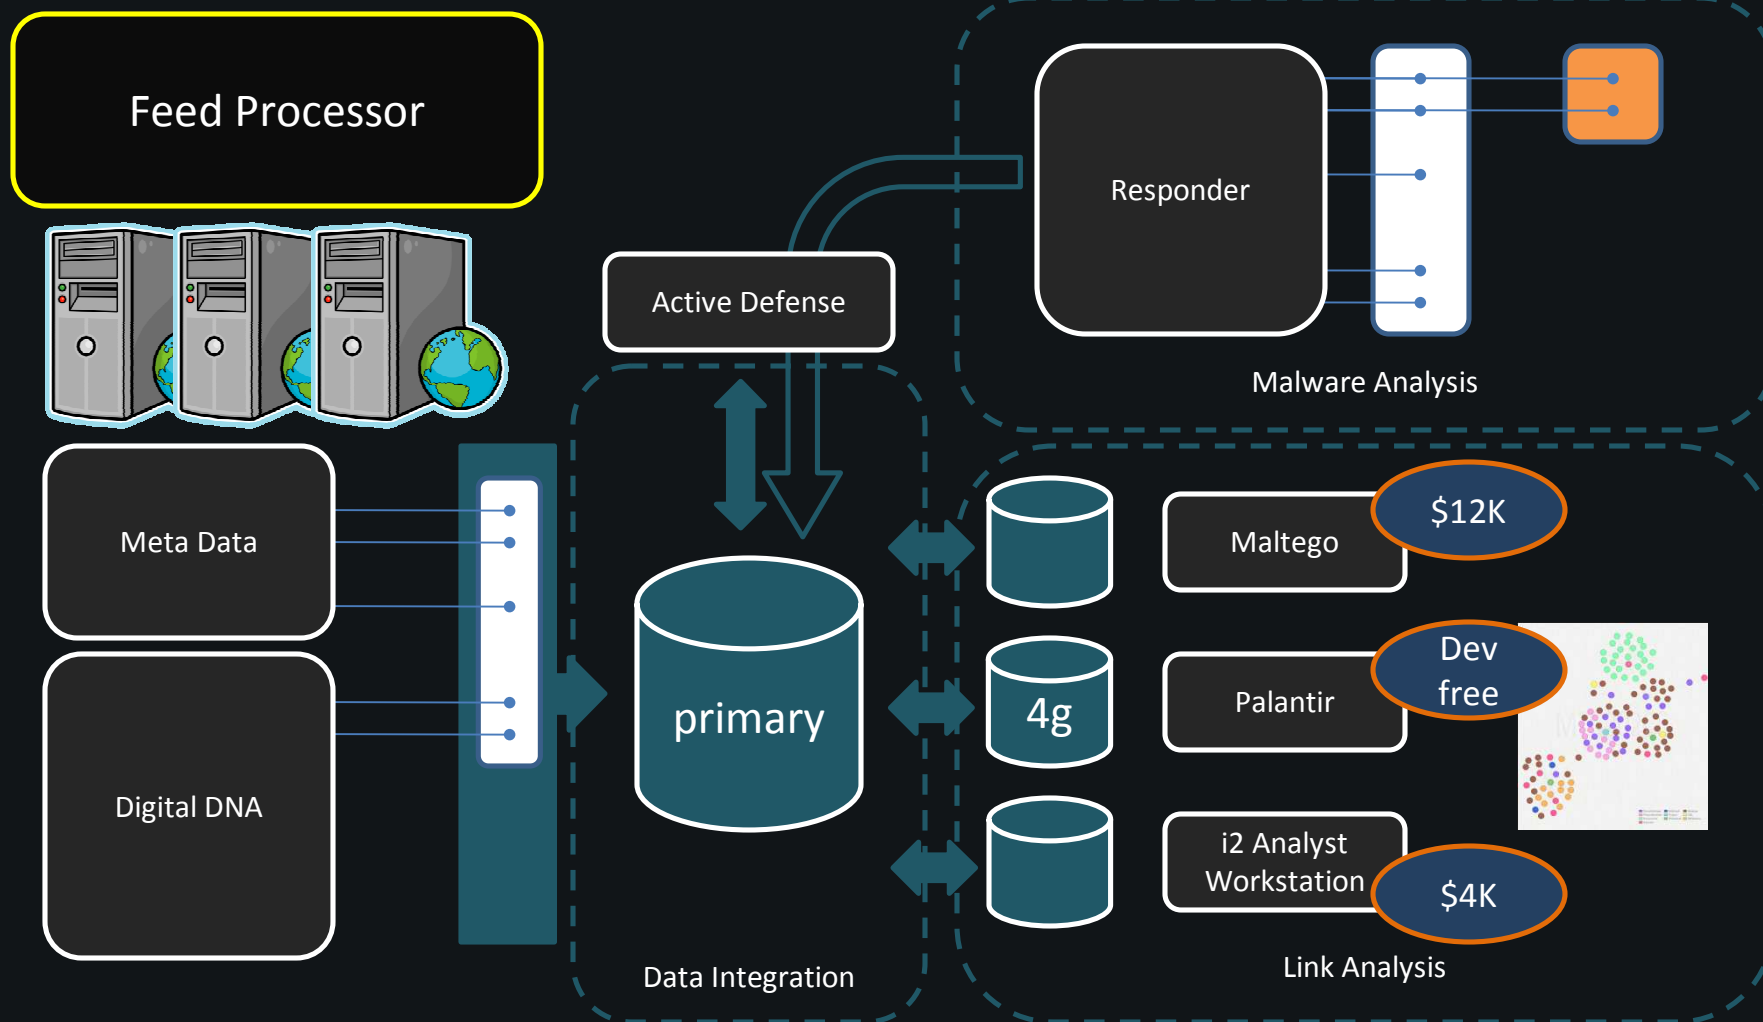 Feed Processor
Responder
Active Defense
Malware Analysis
Meta Data
Digital DNA
primary
Data Integration
Maltego
$12K
4g
Palantir
Dev
free
i2 Analyst
Workstation
$4K
Link Analysis